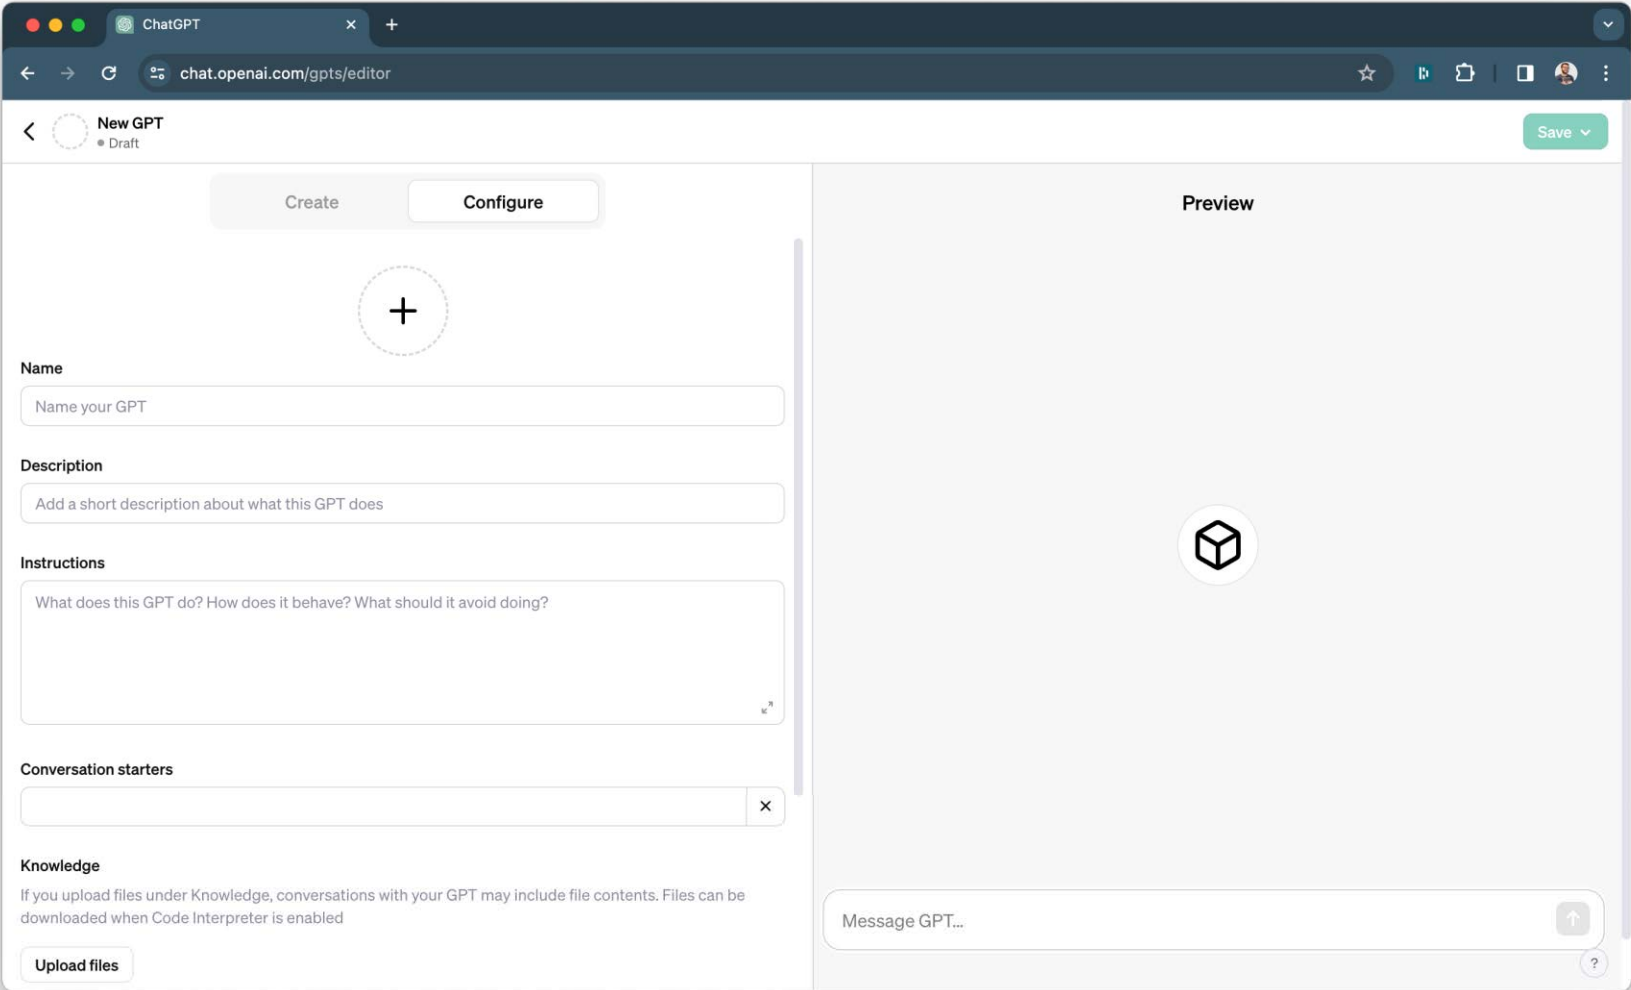 ChatGPT
chat.openai.com/gpts/editor
New GPT
Draft
Save
Create
Configure
Preview
Name
Name your GPT
Description
Add a short description about what this GPT does
Instructions
What does this GPT do? How does it behave? What should it avoid doing?
Conversation starters
Knowledge
If you upload files under Knowledge, conversations with your GPT may include file contents. Files can be
downloaded when Code Interpreter is enabled
Upload files
Message GPT...
?